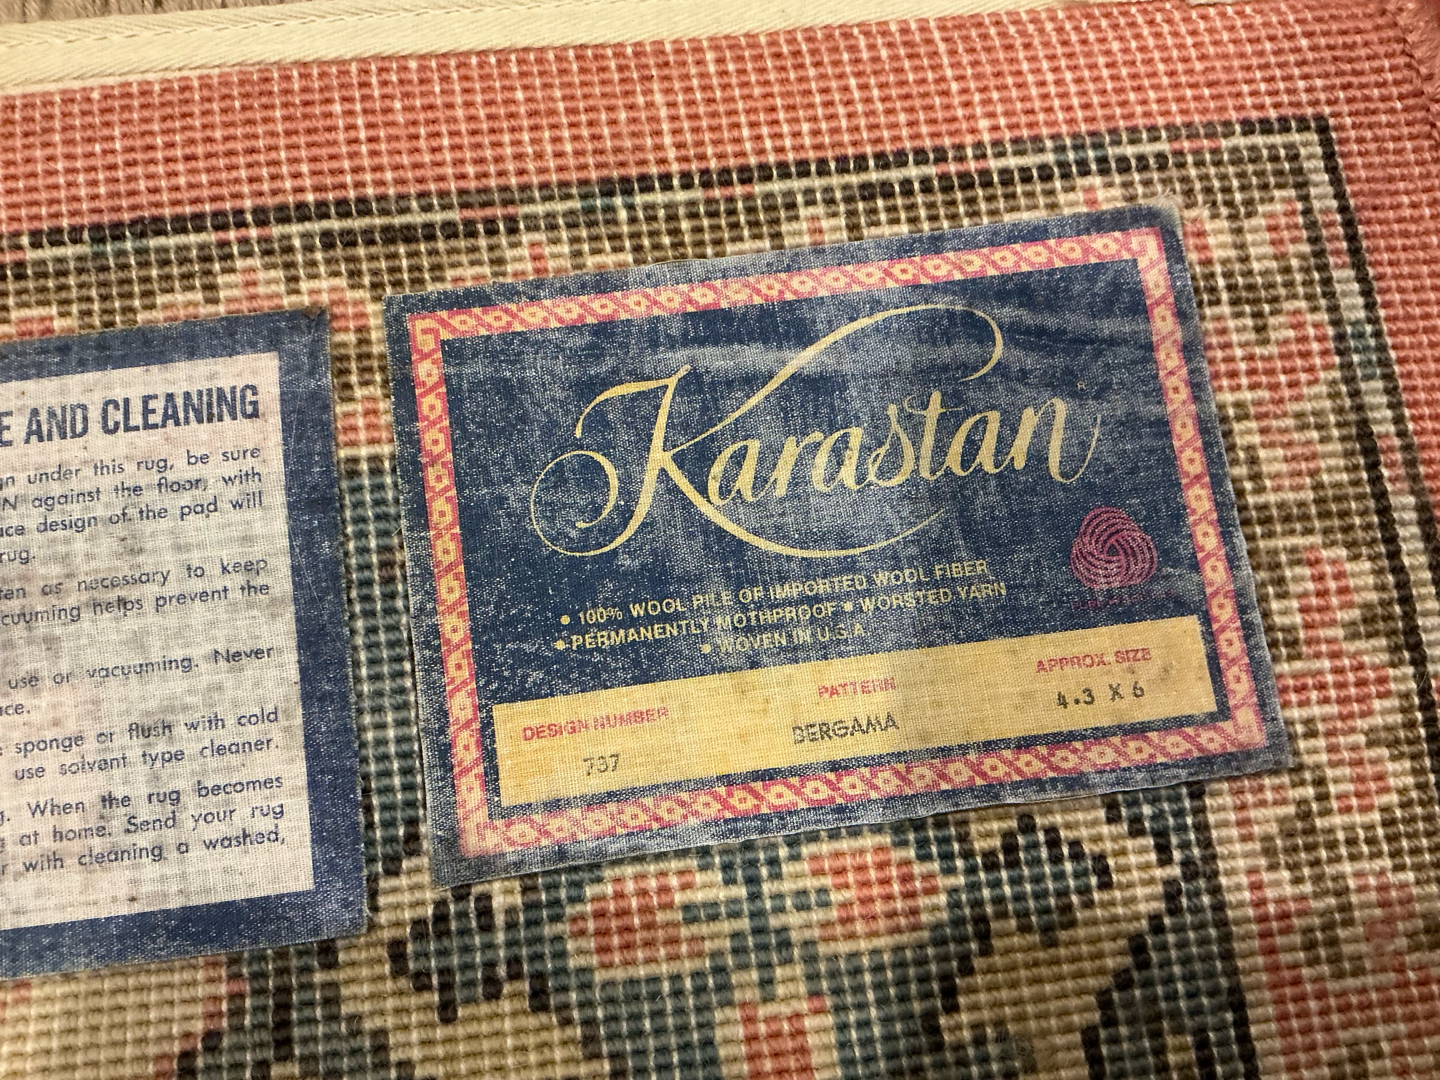 E AND CLEANING
gn under this rug, be sure
N against the floor, with
ace design of the pad will
rug.
ten as necessary to keep
cuuming helps prevent the
use or vacuuming. Never
ace.
sponge or flush with cold
use solvent type cleaner.
g. When the rug becomes
at home. Send your rug
r with cleaning a washed,
Karastan ®
• 100% WOOL PILE OF IMPORTED WOOL FIBER
• PERMANENTLY MOTHPROOF • WORSTED YARN
• WOVEN IN U.S.A.
DESIGN NUMBER
737
PATTERN
BERGAMA
APPROX. SIZE
4.3 X 6